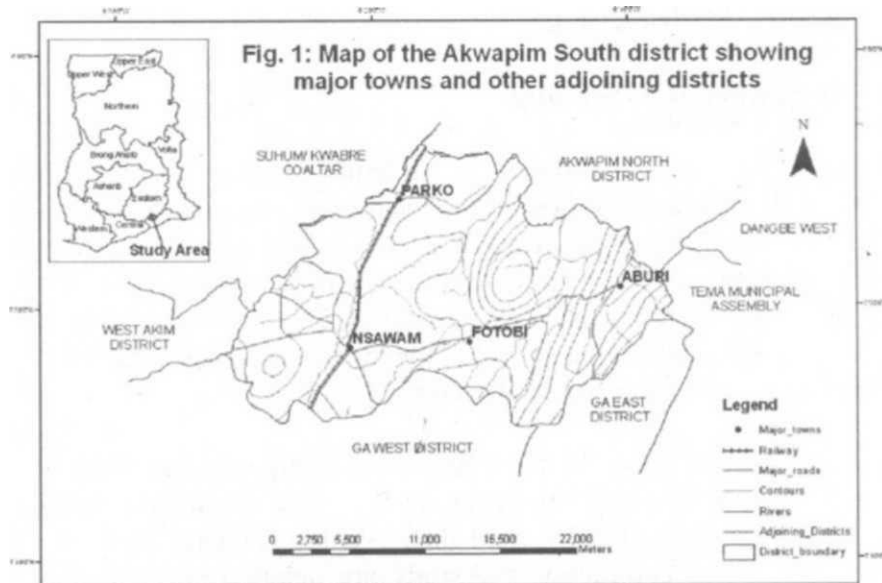 Fig. 1: Map of the Akwapim South district showing
major towns and other adjoining districts
Upper East
Upper West
Northern
Brong Ahafo
Volta
Ashanti
Eastern
Central
Western
Study Area
N
SUHUM/ KWABRE
COALTAR
AKWAPIM NORTH
DISTRICT
PARKO
DANGBE WEST
ABURI
TEMA MUNICIPAL
ASSEMBLY
WEST AKIM
DISTRICT
NSAWAM
FOTOBI
GA EAST
DISTRICT
GA WEST DISTRICT
Legend
Major_towns
Railway
Major_roads
Contours
Rivers
Adjoining_Districts
District_boundary
0 2,750 5,500 11,000 16,500 22,000
Meters